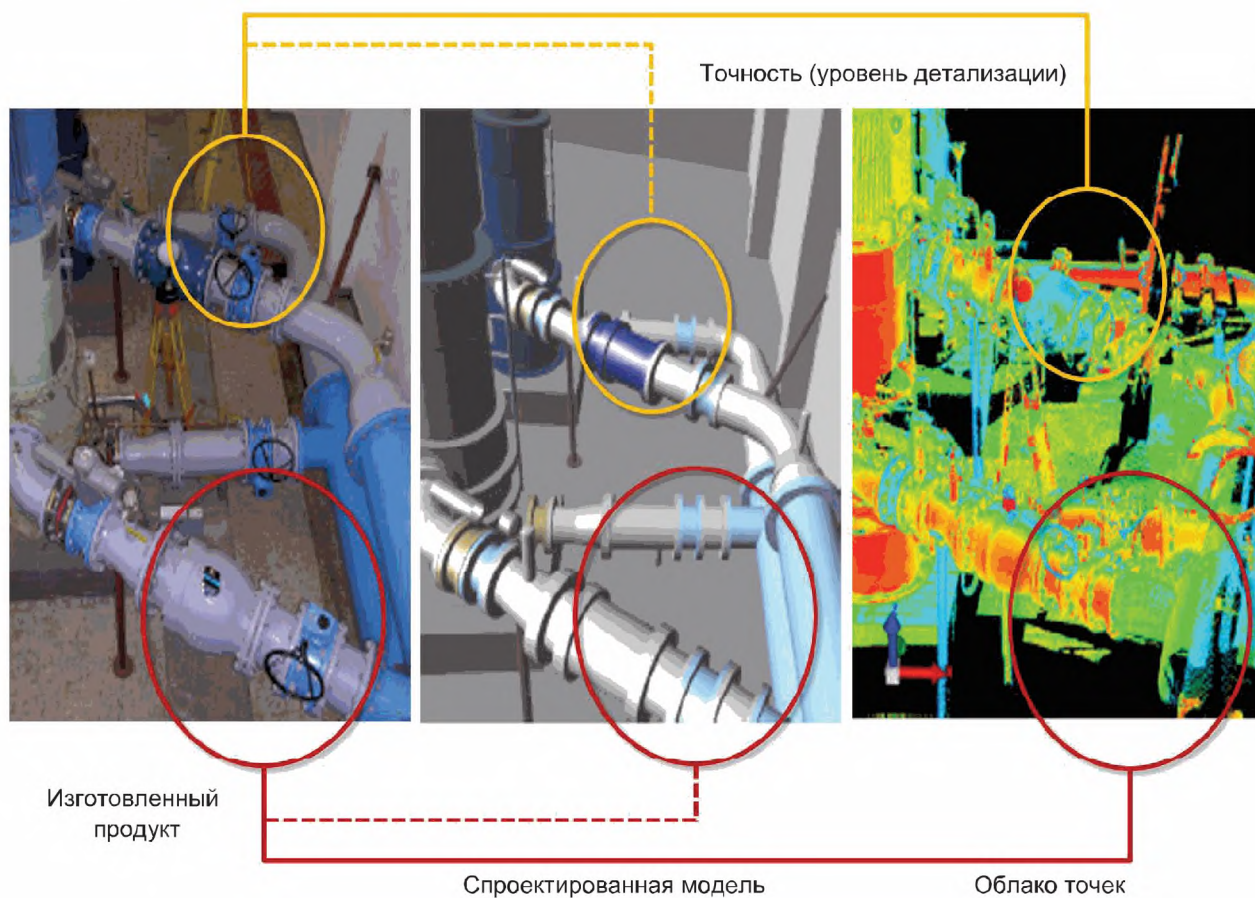 Точность (уровень детализации)
Изготовленный
продукт
Спроектированная модель
Облако точек